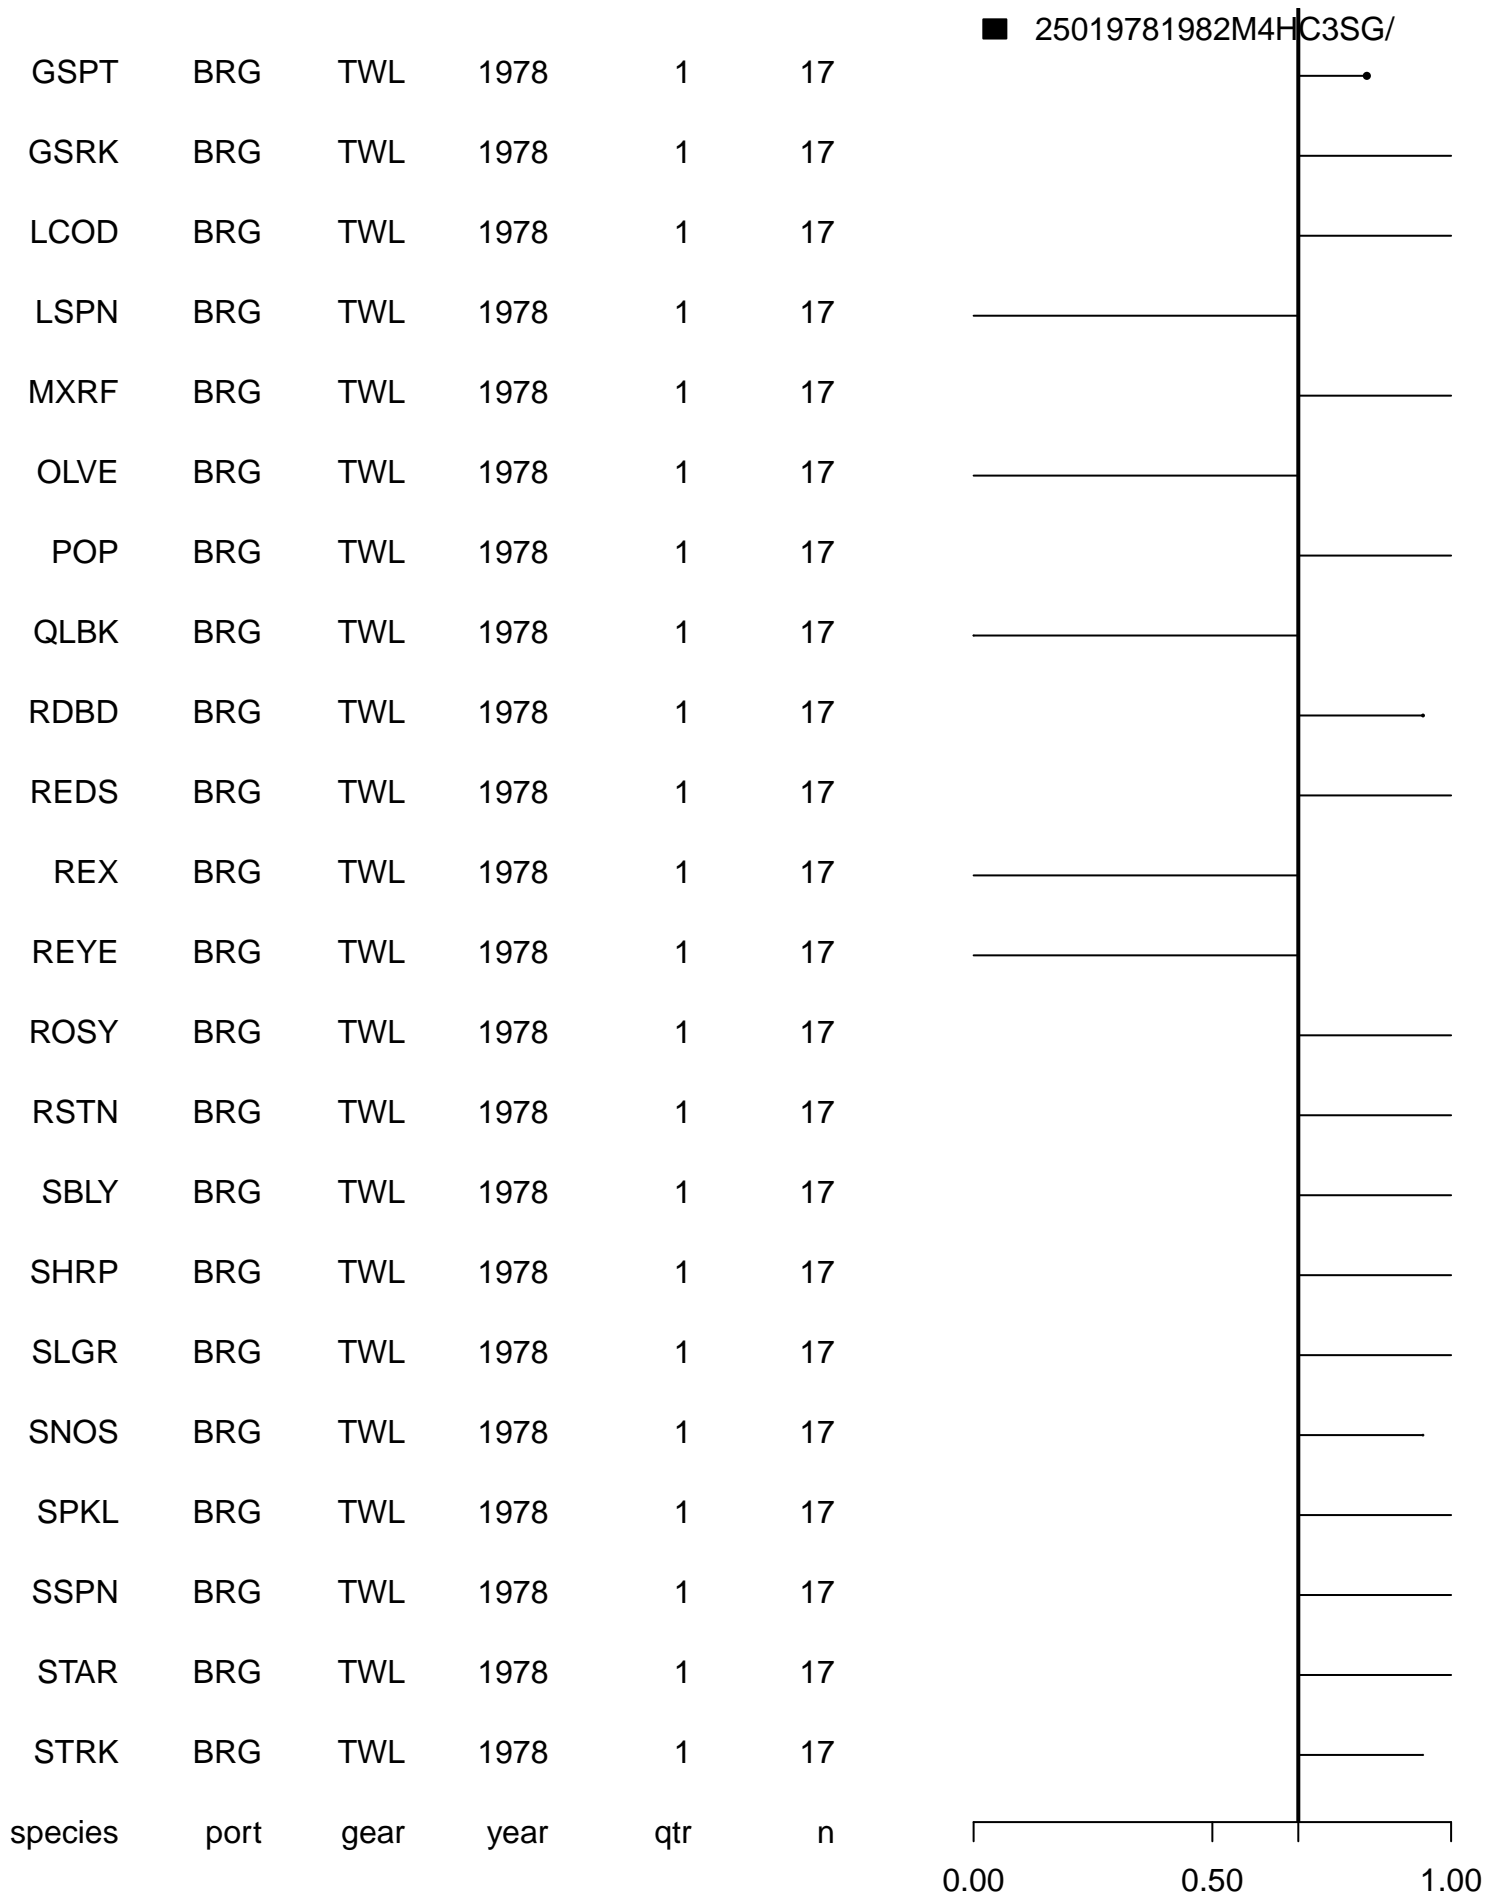 25019781982M4HC3SG/
GSPT BRG TWL 1978 1 17
GSRK BRG TWL 1978 1 17
LCOD BRG TWL 1978 1 17
LSPN BRG TWL 1978 1 17
MXRF BRG TWL 1978 1 17
OLVE BRG TWL 1978 1 17
POP BRG TWL 1978 1 17
QLBK BRG TWL 1978 1 17
RDBD BRG TWL 1978 1 17
REDS BRG TWL 1978 1 17
REX BRG TWL 1978 1 17
REYE BRG TWL 1978 1 17
ROSY BRG TWL 1978 1 17
RSTN BRG TWL 1978 1 17
SBLY BRG TWL 1978 1 17
SHRP BRG TWL 1978 1 17
SLGR BRG TWL 1978 1 17
SNOS BRG TWL 1978 1 17
SPKL BRG TWL 1978 1 17
SSPN BRG TWL 1978 1 17
STAR BRG TWL 1978 1 17
STRK BRG TWL 1978 1 17
species port gear year qtr n
0.00 0.50 1.00